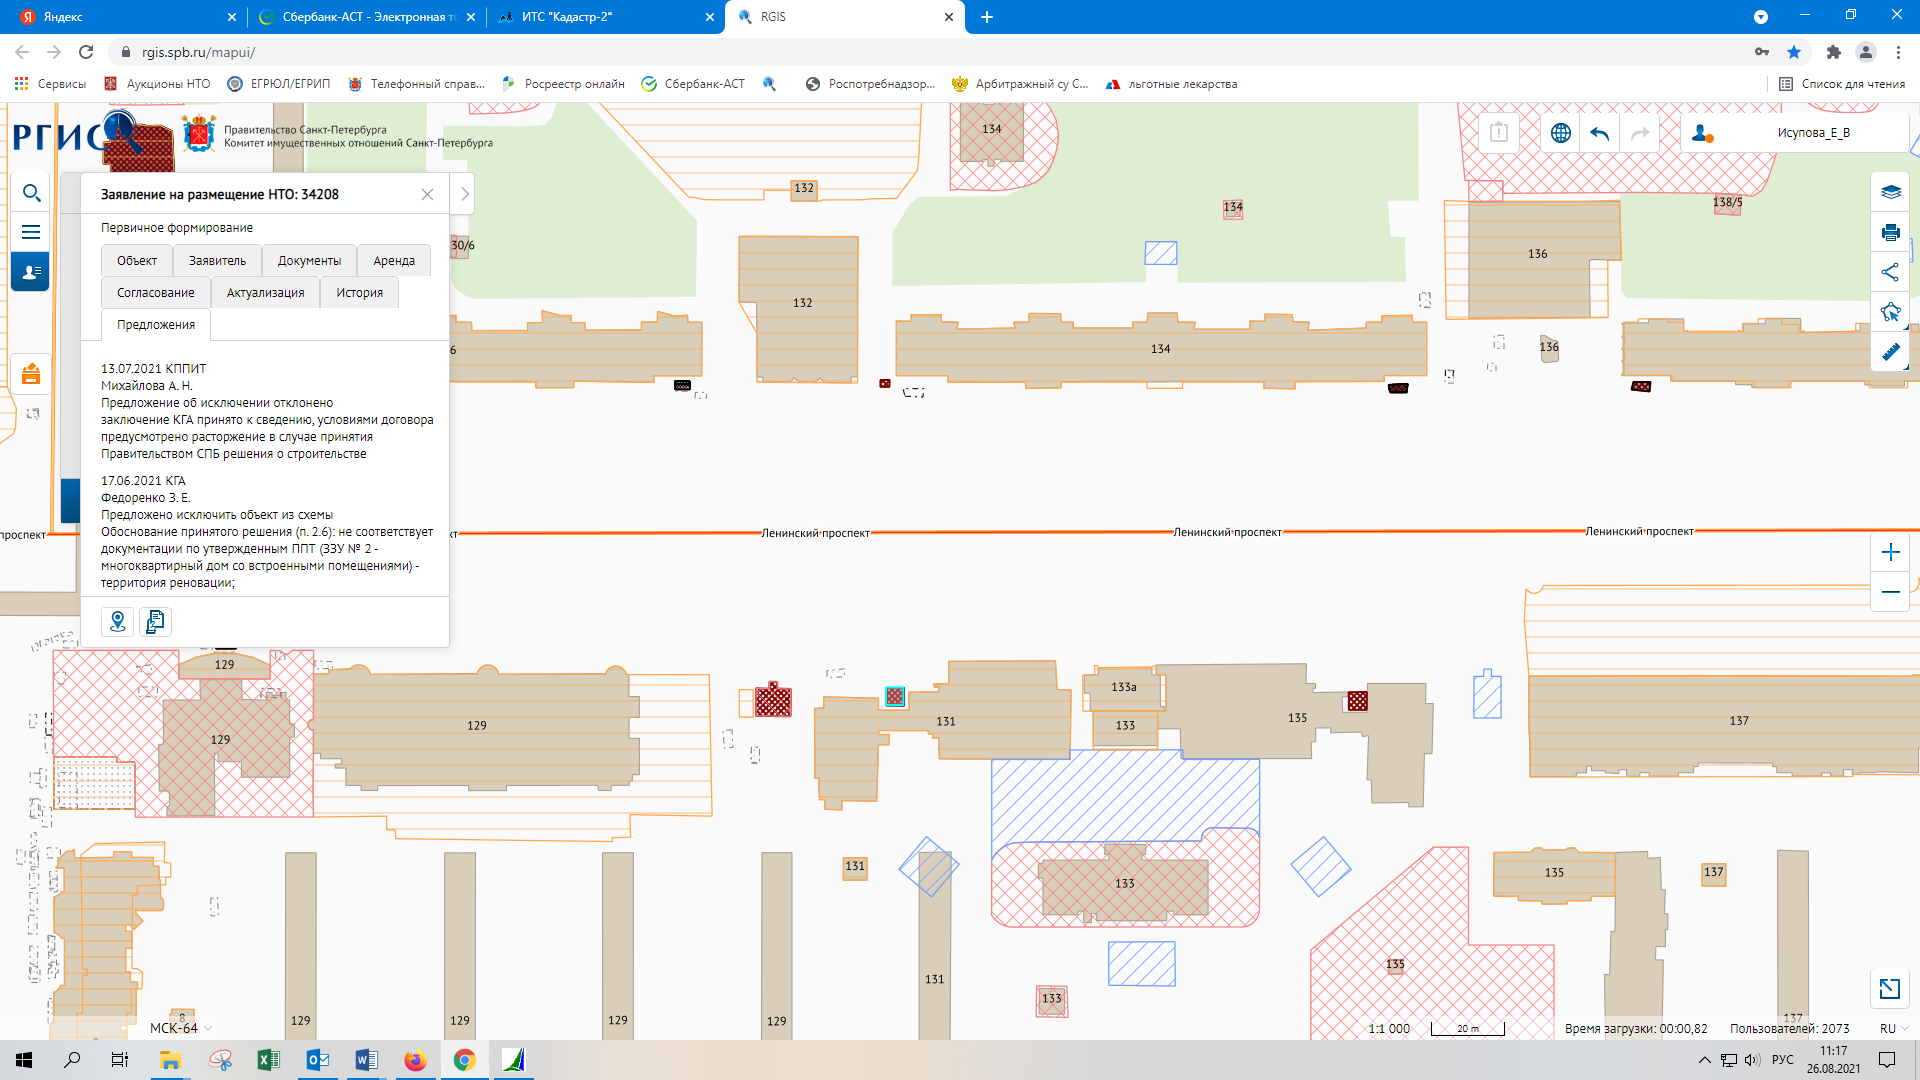 Яндекс
Сбербанк-АСТ - Электронная то
ИТС "Кадастр-2"
RGIS
rgis.spb.ru/mapui/
Сервисы
Аукционы НТО
ЕГРЮЛ/ЕГРИП
Телефонный справ...
Росреестр онлайн
Сбербанк-АСТ
Роспотребнадзор...
Арбитражный су С...
льготные лекарства
Список для чтения
РГИС
Правительство Санкт-Петербурга
Комитет имущественных отношений Санкт-Петербурга
Исупова_Е_В
Заявление на размещение НТО: 34208
Первичное формирование
Объект
Заявитель
Документы
Аренда
Согласование
Актуализация
История
Предложения
13.07.2021 КППИТ
Михайлова А. Н.
Предложение об исключении отклонено
заключение КГА принято к сведению, условиями договора
предусмотрено расторжение в случае принятия
Правительством СПБ решения о строительстве
17.06.2021 КГА
Федоренко З. Е.
Предложено исключить объект из схемы
Обоснование принятого решения (п. 2.6): не соответствует
документации по утвержденным ППТ (ЗЗУ № 2 -
многоквартирный дом со встроенными помещениями) -
территория реновации;
134
132
134
138/5
30/6
136
132
6
134
136
проспект
кт
Ленинский проспект
Ленинский проспект
Ленинский проспект
129
129
129
131
133а
133
135
137
131
133
135
137
135
131
133
8
129
129
129
129
137
МСК-64
1:1 000
20 m
Время загрузки: 00:00,82
Пользователей: 2073
RU
РУС
11:17
26.08.2021